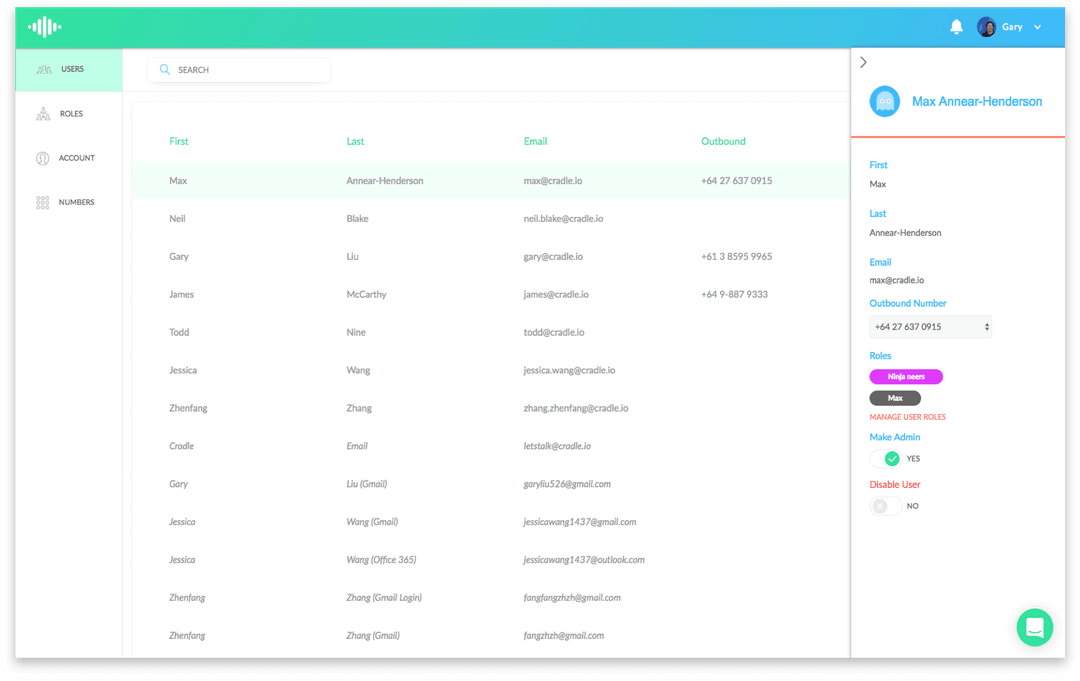 Gary
USERS
ROLES
ACCOUNT
NUMBERS
SEARCH
First Last Email Outbound
Max Annear-Henderson max@cradle.io +64 27 637 0915
Neil Blake neil.blake@cradle.io
Gary Liu gary@cradle.io +61 3 8595 9965
James McCarthy james@cradle.io +64 9-887 9333
Todd Nine todd@cradle.io
Jessica Wang jessica.wang@cradle.io
Zhenfang Zhang zhang.zhenfang@cradle.io
Cradle Email letstalk@cradle.io
Gary Liu (Gmail) garyliu526@gmail.com
Jessica Wang (Gmail) jessicawang1437@gmail.com
Jessica Wang (Office 365) jessicawang1437@outlook.com
Zhenfang Zhang (Gmail Login) fangfangzhzh@gmail.com
Zhenfang Zhang (Gmail) fangzhzh@gmail.com
Max Annear-Henderson
First
Max
Last
Annear-Henderson
Email
max@cradle.io
Outbound Number
+64 27 637 0915
Roles
Ninja neers
Max
MANAGE USER ROLES
Make Admin
YES
Disable User
NO